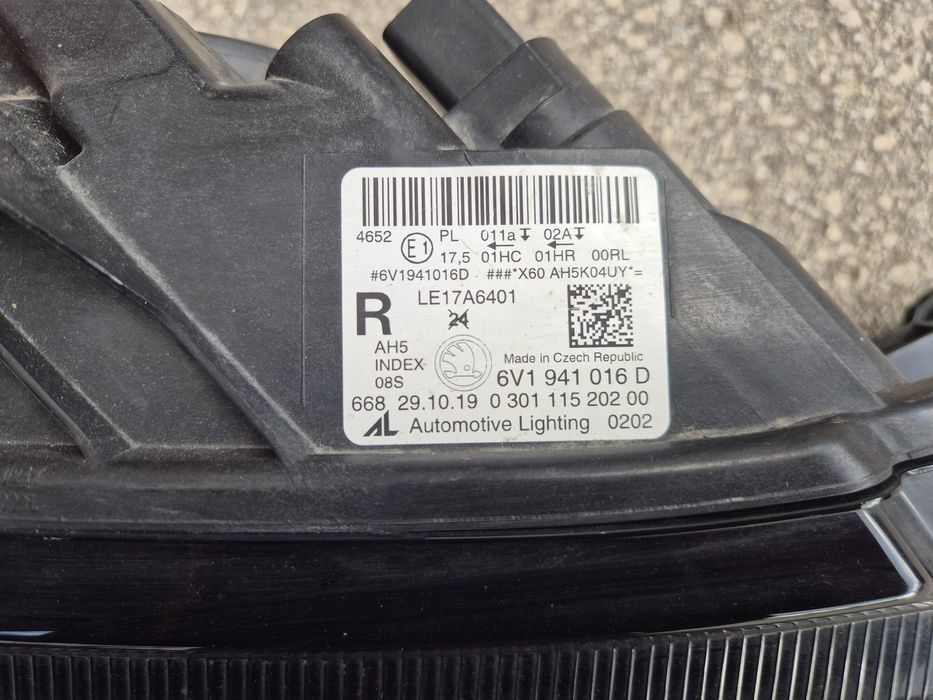 4652 E1 PL 011a 02A
17,5 01HC 01HR 00RL
#6V1941016D ###*X60 AH5K04UY*=
R LE17A6401
24
AH5
INDEX
08S
Made in Czech Republic
6V1 941 016 D
668 29.10.19 0 301 115 202 00
AL Automotive Lighting 0202